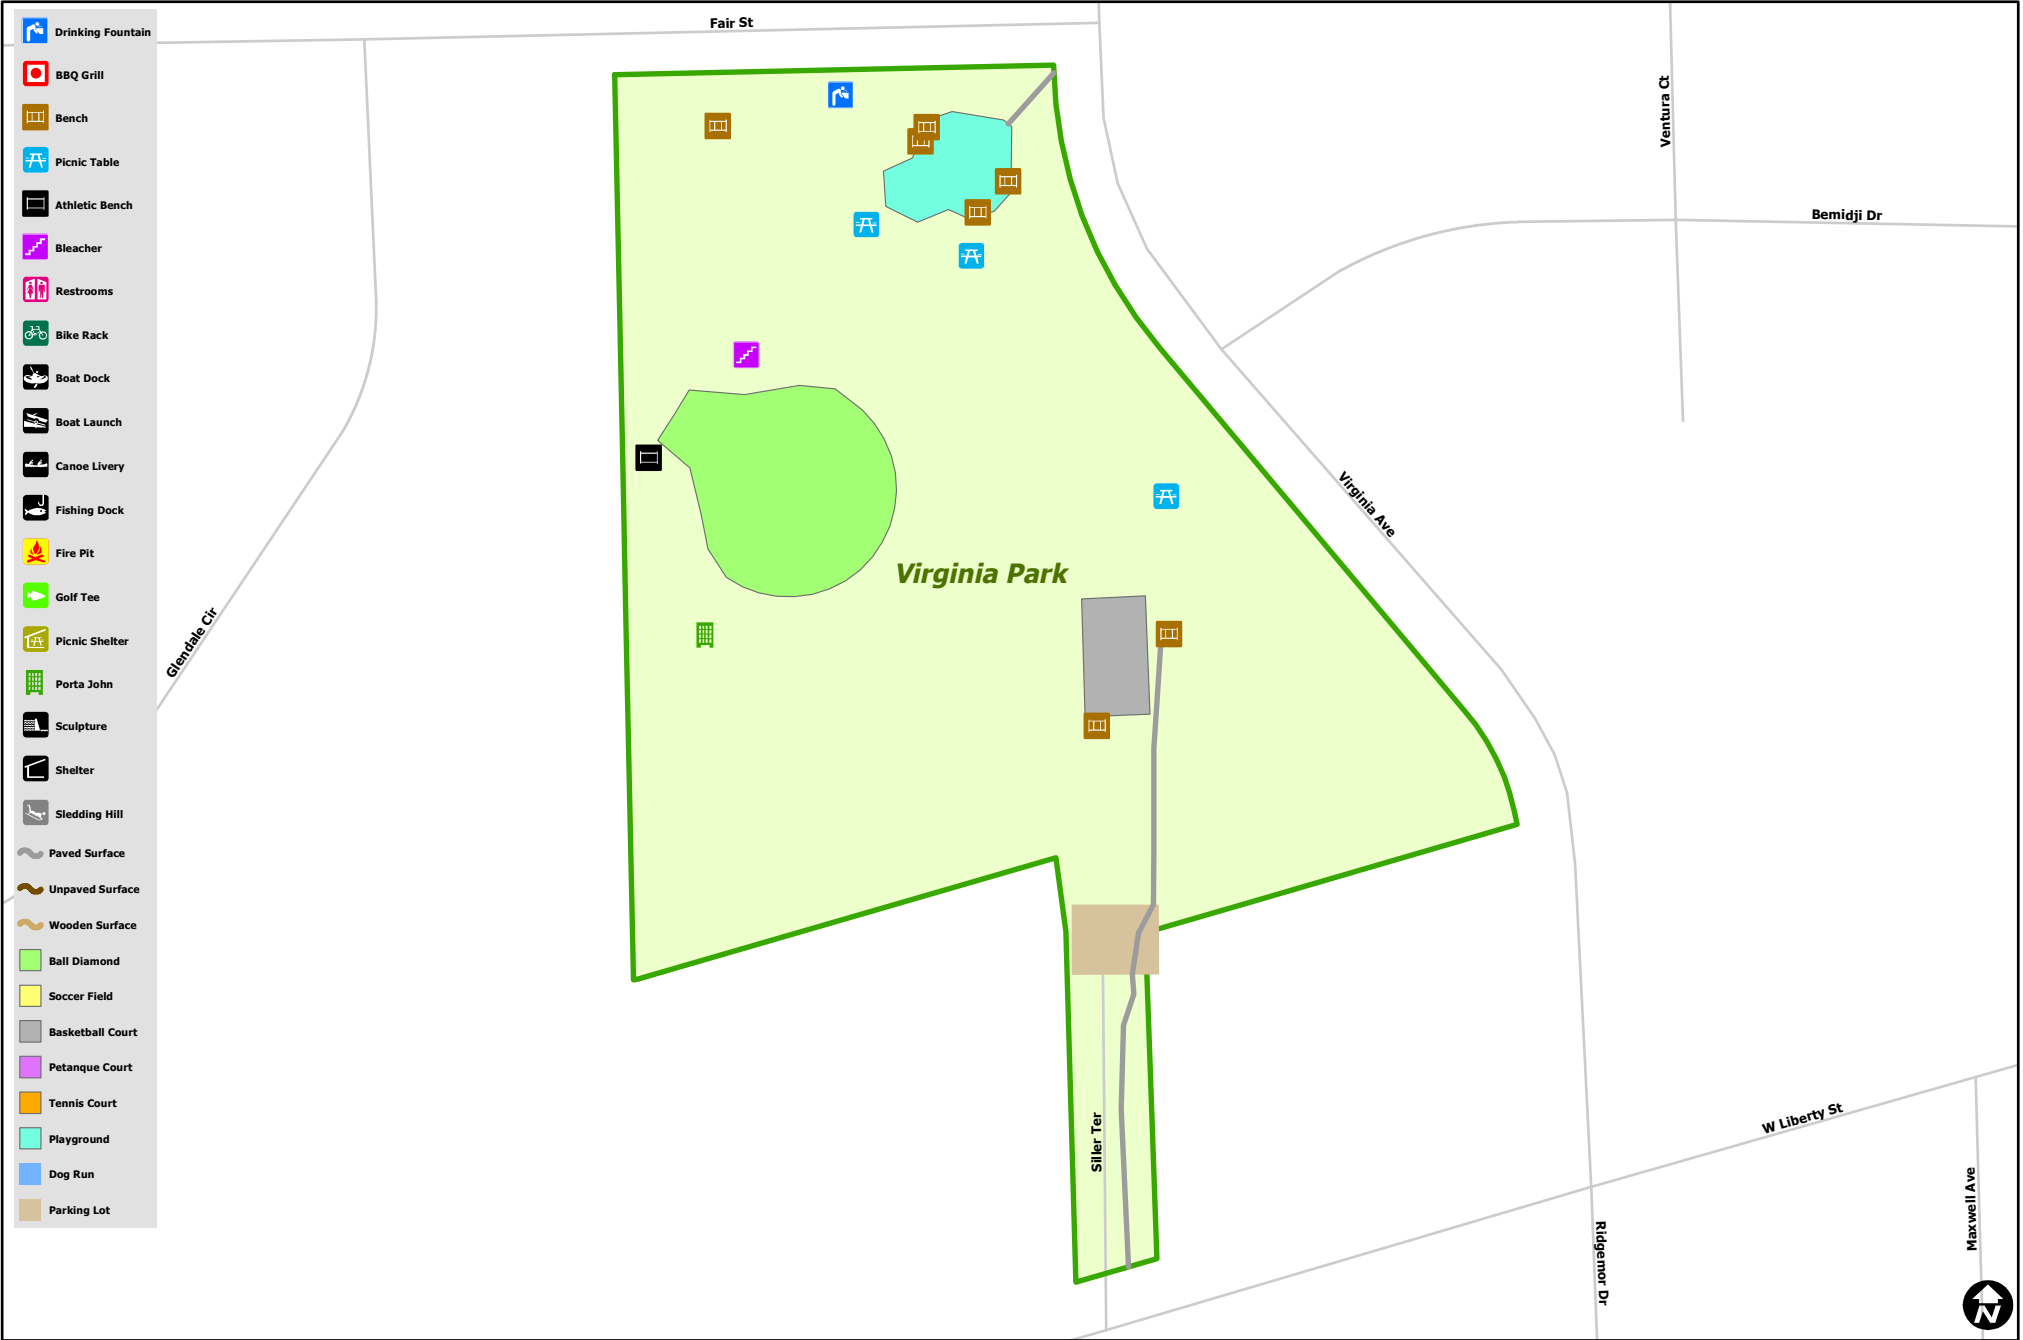 Drinking Fountain
BBQ Grill
Bench
Picnic Table
Athletic Bench
Bleacher
Restrooms
Bike Rack
Boat Dock
Boat Launch
Canoe Livery
Fishing Dock
Fire Pit
Golf Tee
Picnic Shelter
Porta John
Sculpture
Shelter
Sledding Hill
Paved Surface
Unpaved Surface
Wooden Surface
Ball Diamond
Soccer Field
Basketball Court
Petanque Court
Tennis Court
Playground
Dog Run
Parking Lot
Fair St
Ventura Ct
Bemidji Dr
Virginia Ave
Virginia Park
Glendale Cir
Siller Ter
W Liberty St
Maxwell Ave
Ridgemor Dr
N